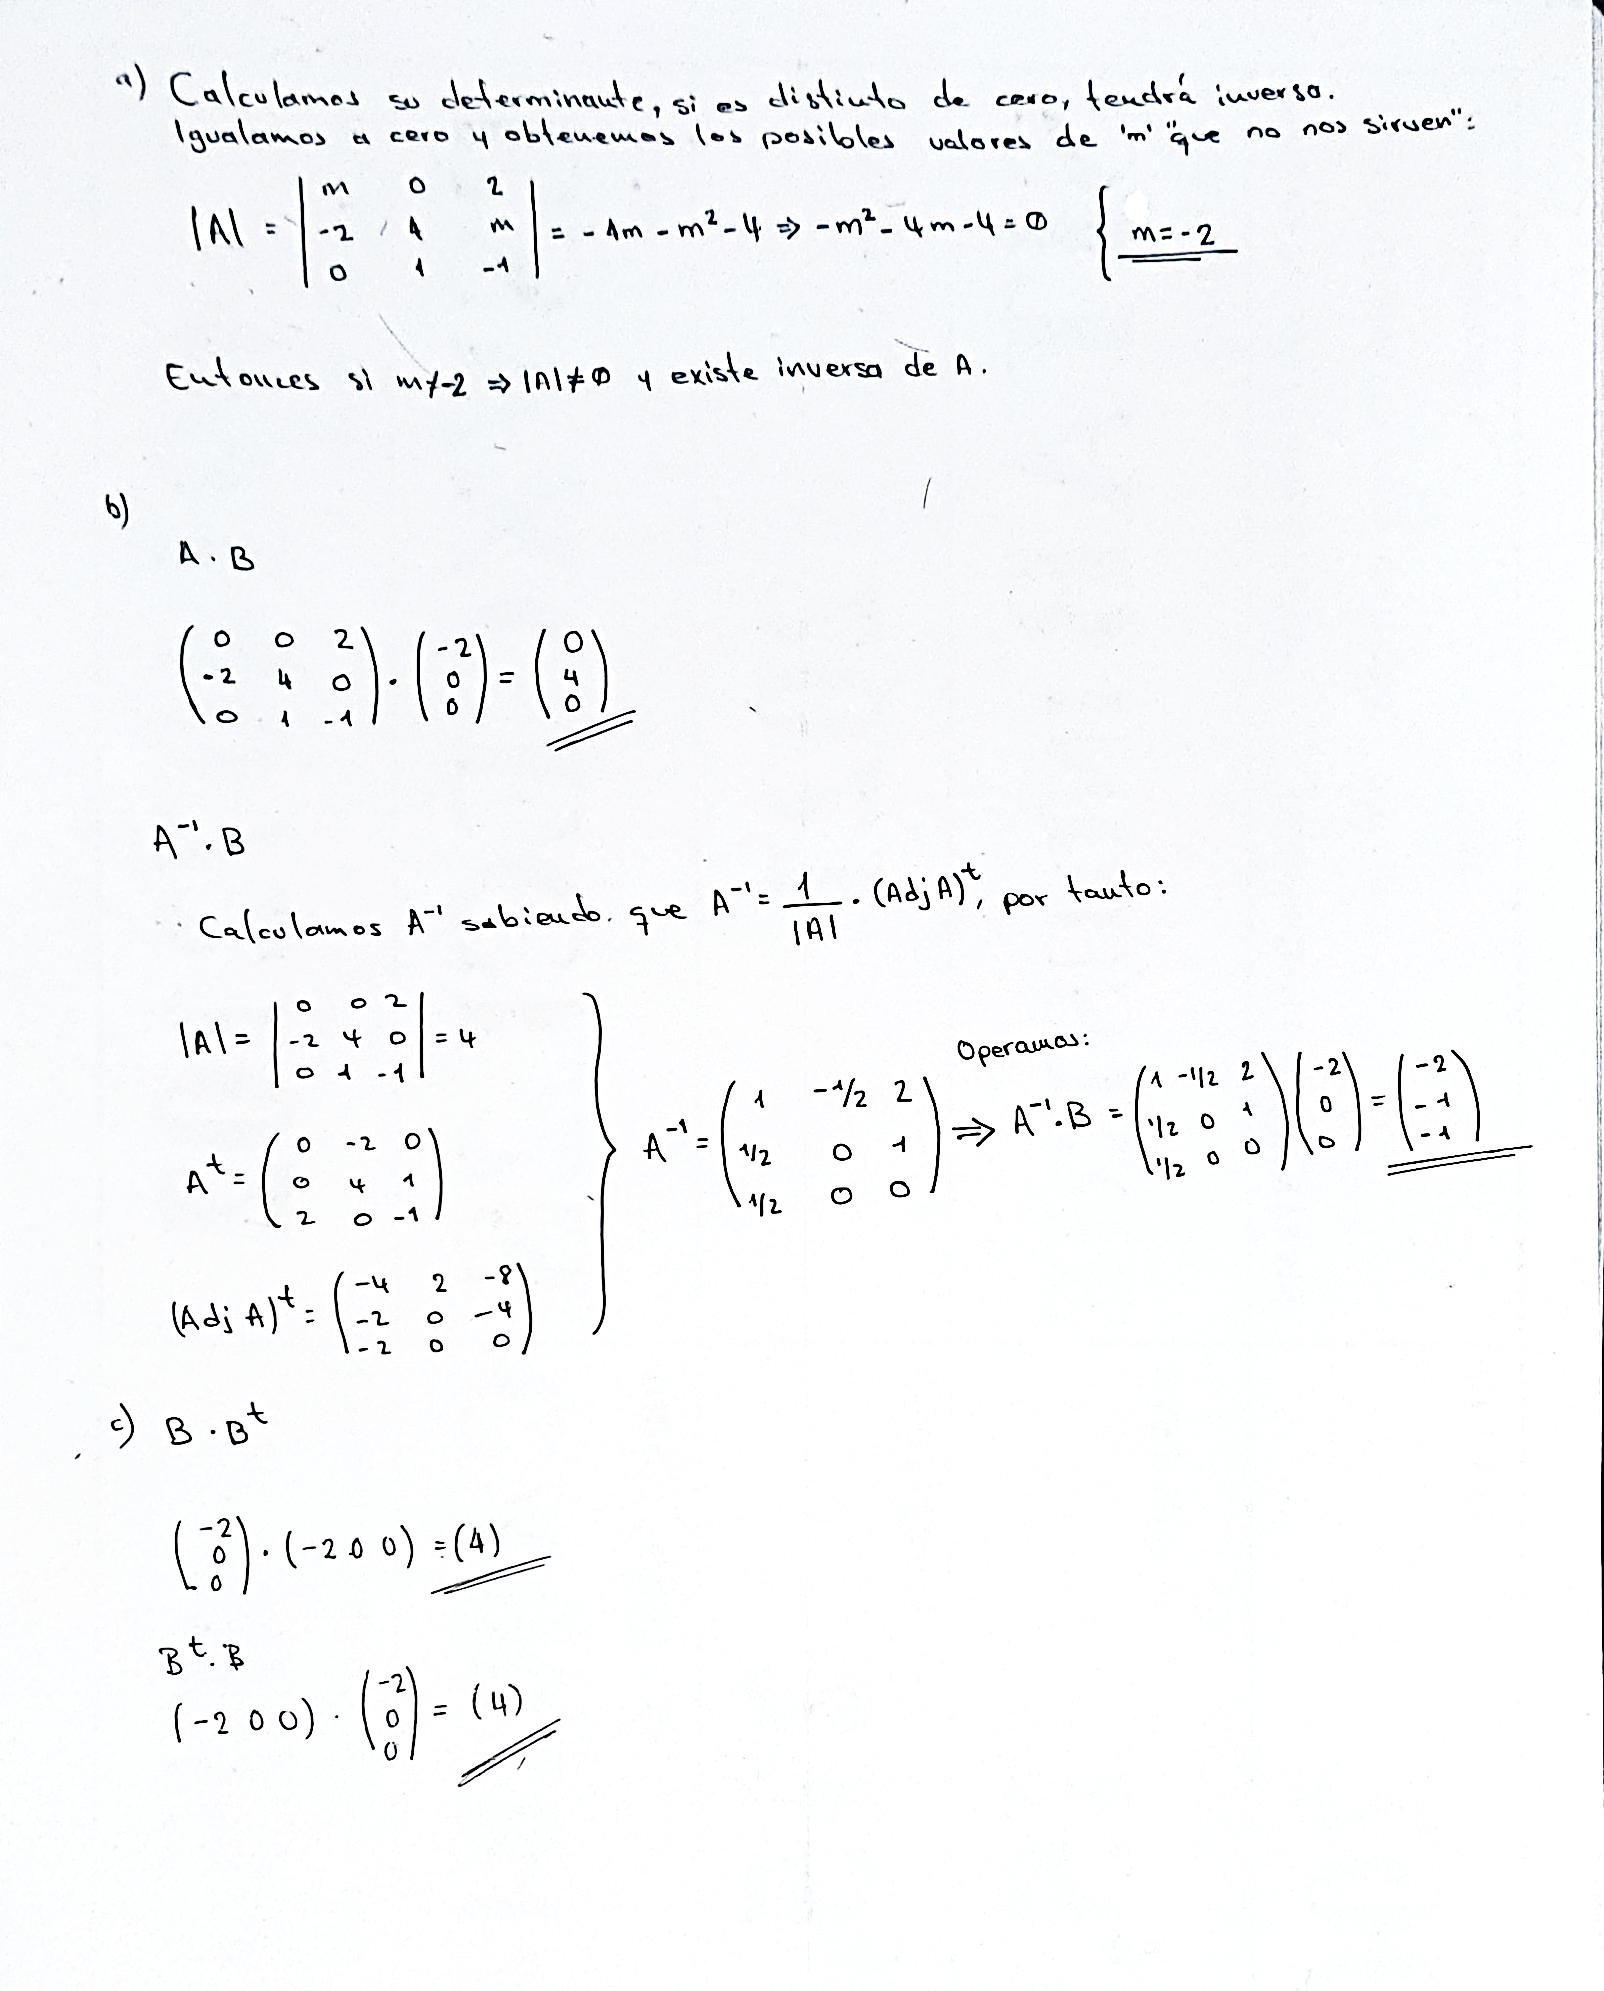 a) Calculamos su determinante, si es distinto de cero, tendrá inversa.
Igualamos a cero y obtenemos los posibles valores de 'm' "que no nos sirven":
|A| = | m 0 2 | = -4m - m² - 4 ⇒ -m² - 4m - 4 = 0 { m = -2
| -2 4 m |
| 0 1 -1 |
Entonces si m ≠ -2 ⇒ |A| ≠ 0 y existe inversa de A.
b)
A . B
( 0 0 2 ) . ( -2 ) = ( 0 )
( -2 4 0 ) ( 0 ) ( 4 )
( 0 1 -1 ) ( 0 ) ( 0 )
A⁻¹ . B
Calculamos A⁻¹ sabiendo que A⁻¹ = 1/|A| . (Adj A)ᵗ, por tanto:
|A| = | 0 0 2 | = 4
| -2 4 0 |
| 0 1 -1 |
Aᵗ = ( 0 -2 0 )
( 0 4 1 )
( 2 0 -1 )
(Adj A)ᵗ = ( -4 2 -8 )
( -2 0 -4 )
( -2 0 0 )
Operamos:
A⁻¹ = ( 1 -1/2 2 ) ⇒ A⁻¹ . B = ( 1 -1/2 2 ) ( -2 ) = ( -2 )
( 1/2 0 1 ) ( 1/2 0 1 ) ( 0 ) ( -1 )
( 1/2 0 0 ) ( 1/2 0 0 ) ( 0 ) ( -1 )
c) B . Bᵗ
( -2 ) . (-2 0 0) = (4)
( 0 )
( 0 )
Bᵗ . B
(-2 0 0) . ( -2 ) = (4)
( 0 )
( 0 )